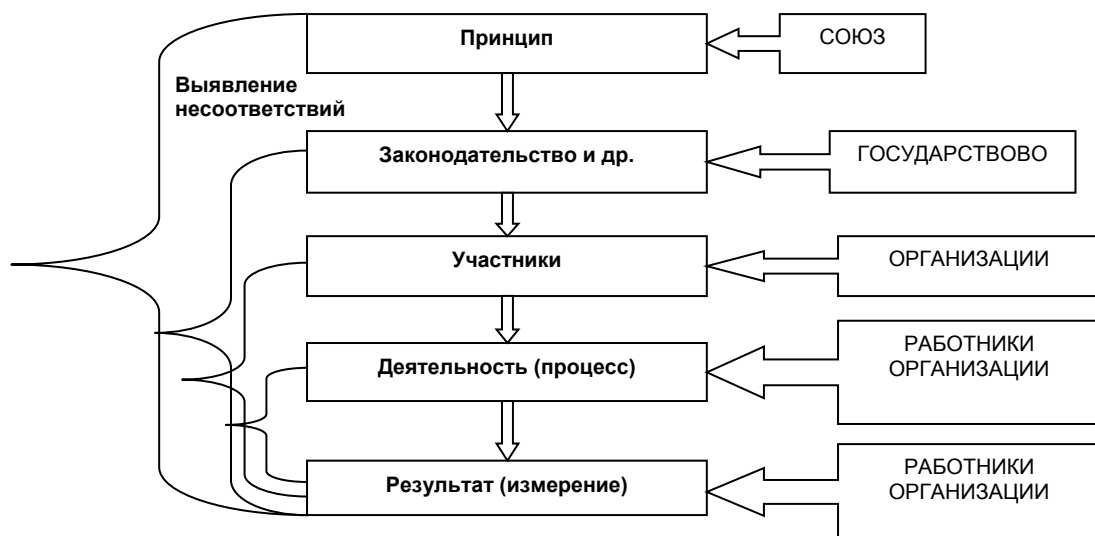 Принцип
СОЮЗ
Выявление
несоответствий
Законодательство и др.
ГОСУДАРСТВОВО
Участники
ОРГАНИЗАЦИИ
Деятельность (процесс)
РАБОТНИКИ
ОРГАНИЗАЦИИ
Результат (измерение)
РАБОТНИКИ
ОРГАНИЗАЦИИ